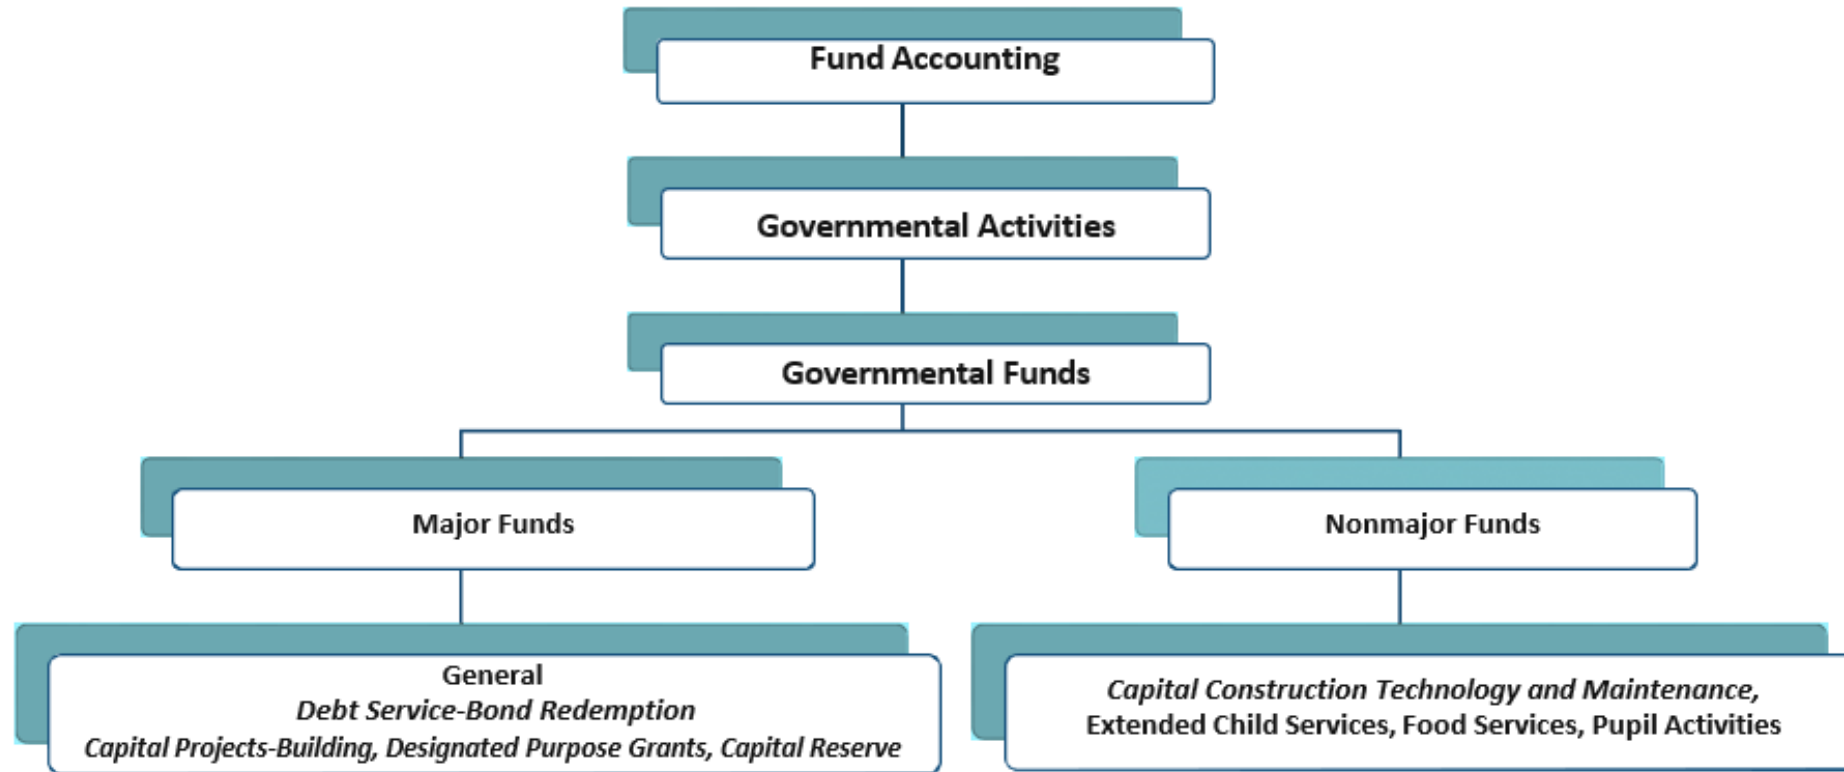 Fund Accounting
Governmental Activities
Governmental Funds
Major Funds
Nonmajor Funds
General
Debt Service-Bond Redemption
Capital Projects-Building, Designated Purpose Grants, Capital Reserve
Capital Construction Technology and Maintenance,
Extended Child Services, Food Services, Pupil Activities